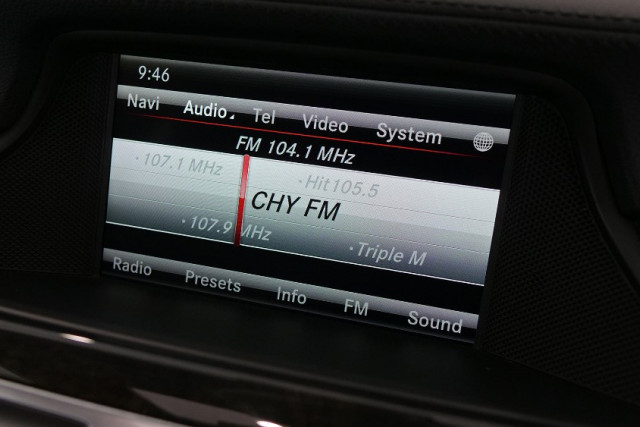 9:46
Navi Audio Tel Video System
FM 104.1 MHz
107.1 MHz ·Hit105.5
CHY FM
·107.9 MHz ·Triple M
Radio Presets Info FM Sound